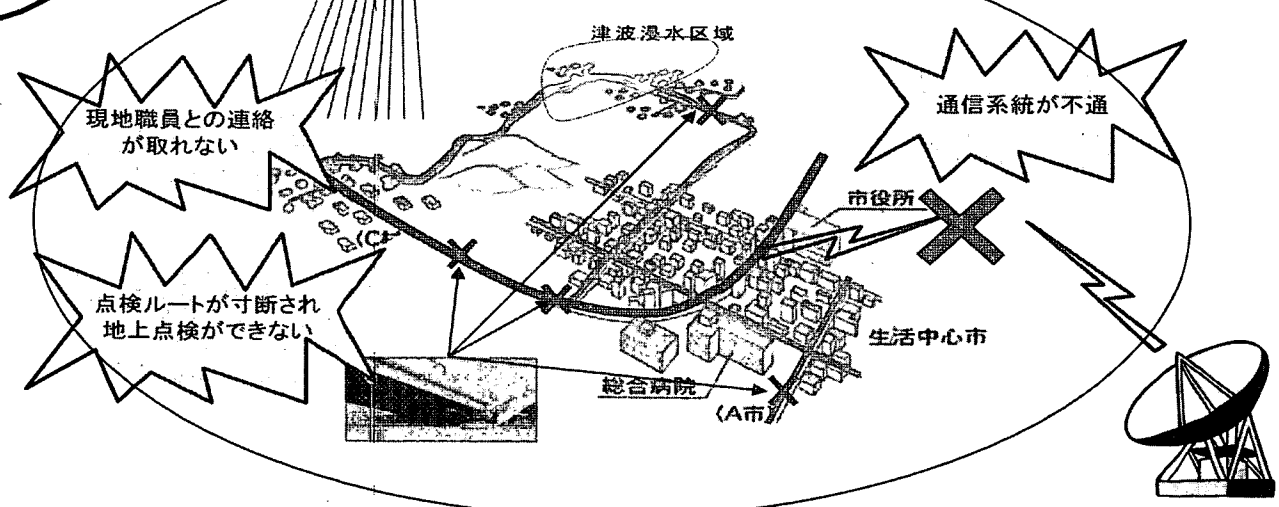 津波浸水区域
現地職員との連絡
が取れない
通信系統が不通
市役所
点検ルートが寸断され
地上点検ができない
生活中心市
総合病院
(A市)